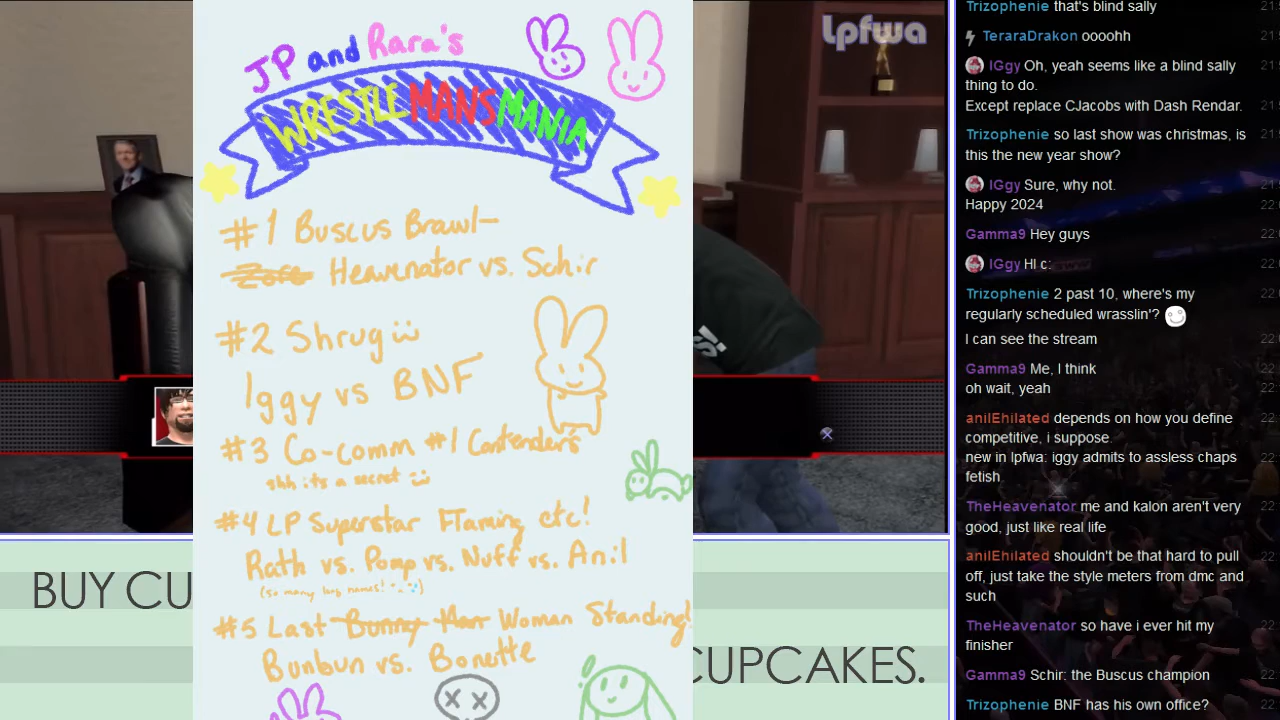 JP and Rara's
WRESTLEMANSMANIA
#1 Buscus Brawl-
Zore Heavenator vs. Schir
#2 Shrug
Iggy vs BNF
#3 Co-comm #1 Contenders
shh its a secret
#4 LP Superstar Flaming etc!
Rath vs. Pomp vs. Nuff vs. Anil
(so many long names!)
#5 Last Bunny Man Woman Standing!
Bunbun vs. Bonette
Lpfwa
s!
BUY CU
CUPCAKES.
Trizophenie that's blind sally
TeraraDrakon oooohh
IGgy Oh, yeah seems like a blind sally
thing to do.
Except replace CJacobs with Dash Rendar.
Trizophenie so last show was christmas, is
this the new year show?
IGgy Sure, why not.
Happy 2024
Gamma9 Hey guys
IGgy HI c:
Trizophenie 2 past 10, where's my
regularly scheduled wrasslin'?
I can see the stream
Gamma9 Me, I think
oh wait, yeah
anilEhilated depends on how you define
competitive, i suppose.
new in lpfwa: iggy admits to assless chaps
fetish
TheHeavenator me and kalon aren't very
good, just like real life
anilEhilated shouldn't be that hard to pull
off, just take the style meters from dmc and
such
TheHeavenator so have i ever hit my
finisher
Gamma9 Schir: the Buscus champion
Trizophenie BNF has his own office?